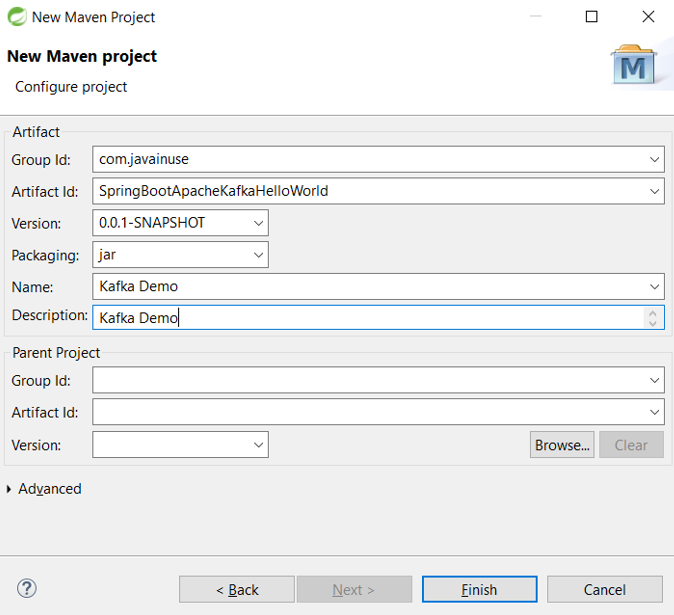 New Maven Project
New Maven project
Configure project
M
Artifact
Group Id: com.javainuse
Artifact Id: SpringBootApacheKafkaHelloWorld
Version: 0.0.1-SNAPSHOT
Packaging: jar
Name: Kafka Demo
Description: Kafka Demo
Parent Project
Group Id:
Artifact Id:
Version: Browse... Clear
Advanced
? < Back Next > Finish Cancel